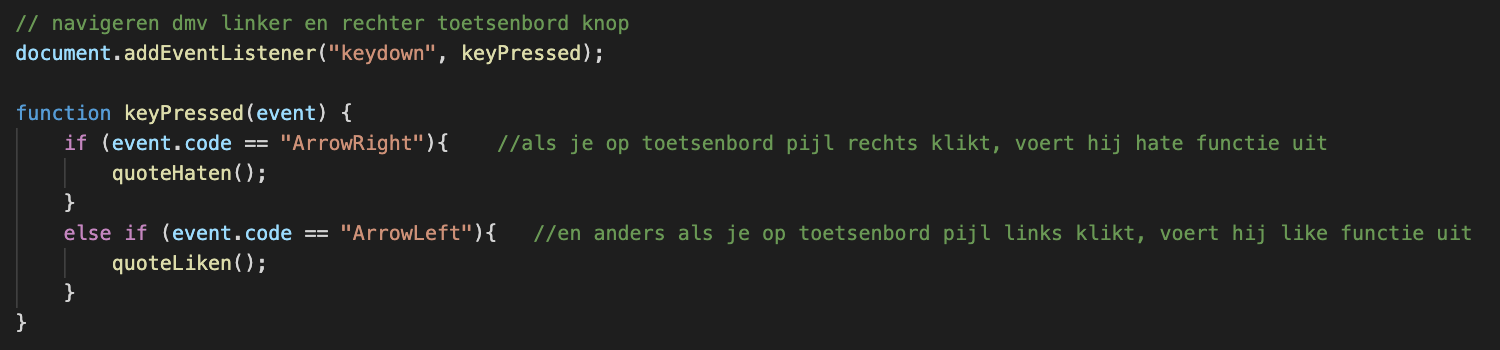 // navigeren dmv linker en rechter toetsenbord knop
document.addEventListener("keydown", keyPressed);

function keyPressed(event) {
    if (event.code == "ArrowRight"){    //als je op toetsenbord pijl rechts klikt, voert hij hate functie uit
        quoteHaten();
    }
    else if (event.code == "ArrowLeft"){   //en anders als je op toetsenbord pijl links klikt, voert hij like functie uit
        quoteLiken();
    }
}